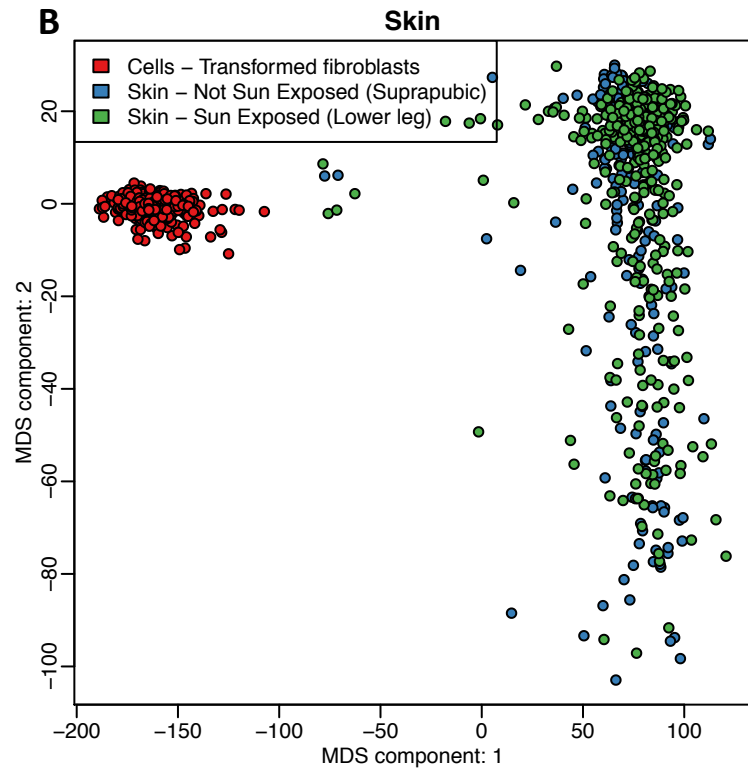 B
Skin
Cells – Transformed fibroblasts
Skin – Not Sun Exposed (Suprapubic)
Skin – Sun Exposed (Lower leg)
MDS component: 2
20
0
−20
−40
−60
−80
−100
−200
−150
−100
−50
0
50
100
MDS component: 1